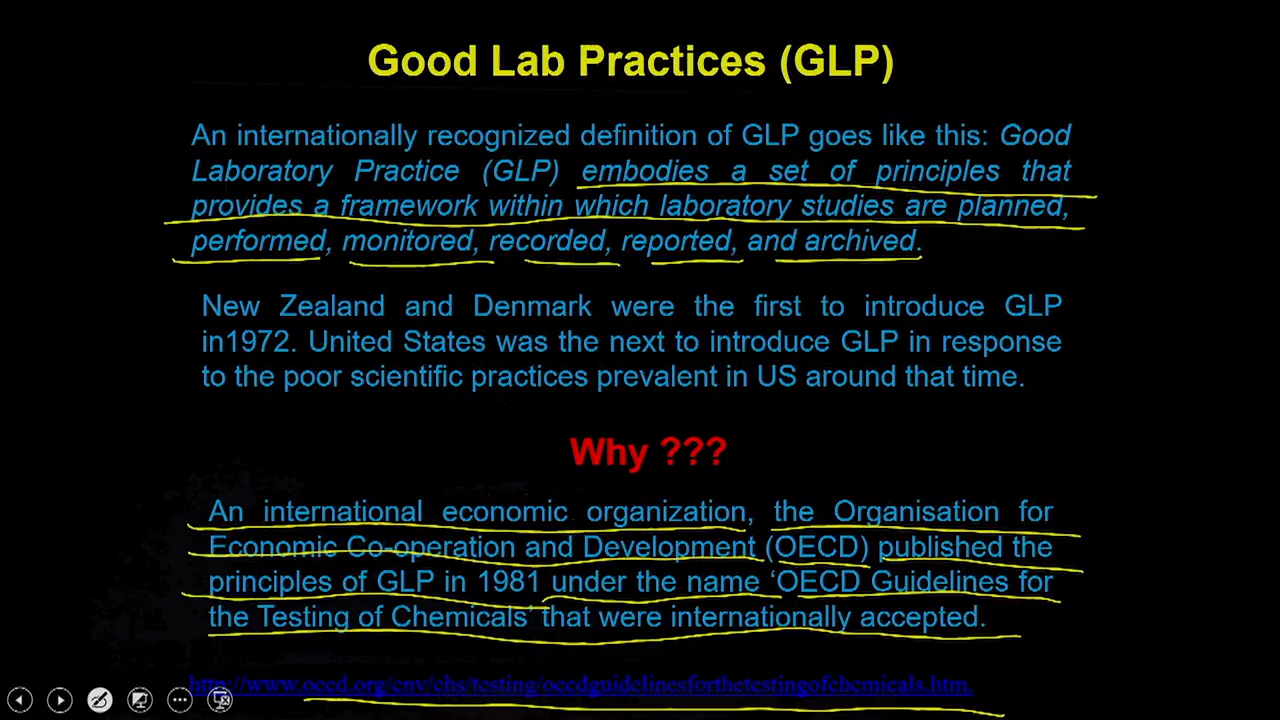 Good Lab Practices (GLP)
An internationally recognized definition of GLP goes like this: Good
Laboratory Practice (GLP) embodies a set of principles that
provides a framework within which laboratory studies are planned,
performed, monitored, recorded, reported, and archived.
New Zealand and Denmark were the first to introduce GLP
in1972. United States was the next to introduce GLP in response
to the poor scientific practices prevalent in US around that time.
Why ???
An international economic organization, the Organisation for
Economic Co-operation and Development (OECD) published the
principles of GLP in 1981 under the name ‘OECD Guidelines for
the Testing of Chemicals’ that were internationally accepted.
http://www.oecd.org/env/ehs/testing/oecdguidelinesforthetestingofchemicals.htm.